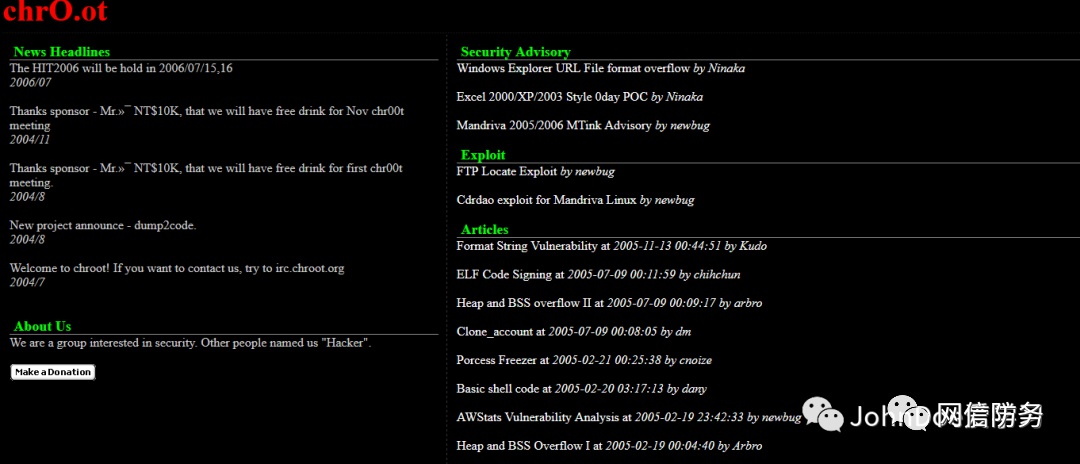 chrO.ot
News Headlines
The HIT2006 will be hold in 2006/07/15,16
2006/07
Thanks sponsor - Mr.»¯ NT$10K, that we will have free drink for Nov chr00t
meeting
2004/11
Thanks sponsor - Mr.»¯ NT$10K, that we will have free drink for first chr00t
meeting.
2004/8
New project announce - dump2code.
2004/8
Welcome to chroot! If you want to contact us, try to irc.chroot.org
2004/7
About Us
We are a group interested in security. Other people named us "Hacker".
Make a Donation
Security Advisory
Windows Explorer URL File format overflow by Ninaka
Excel 2000/XP/2003 Style 0day POC by Ninaka
Mandriva 2005/2006 MTink Advisory by newbug
Exploit
FTP Locate Exploit by newbug
Cdrdao exploit for Mandriva Linux by newbug
Articles
Format String Vulnerability at 2005-11-13 00:44:51 by Kudo
ELF Code Signing at 2005-07-09 00:11:59 by chihchun
Heap and BSS overflow II at 2005-07-09 00:09:17 by arbro
Clone_account at 2005-07-09 00:08:05 by dm
Porcess Freezer at 2005-02-21 00:25:38 by cnoize
Basic shell code at 2005-02-20 03:17:13 by dany
AWStats Vulnerability Analysis at 2005-02-19 23:42:33 by newbug
Heap and BSS Overflow I at 2005-02-19 00:04:40 by Arbro
网信防务